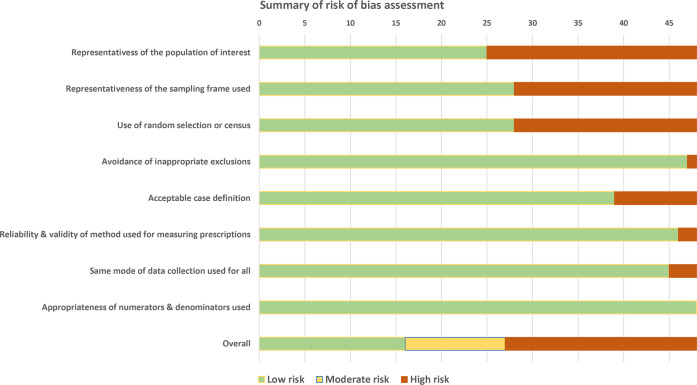 Summary of risk of bias assessment
0 5 10 15 20 25 30 35 40 45
Representativess of the population of interest
Representativeness of the sampling frame used
Use of random selection or census
Avoidance of inappropriate exclusions
Acceptable case definition
Reliability & validity of method used for measuring prescriptions
Same mode of data collection used for all
Appropriateness of numerators & denominators used
Overall
Low risk Moderate risk High risk